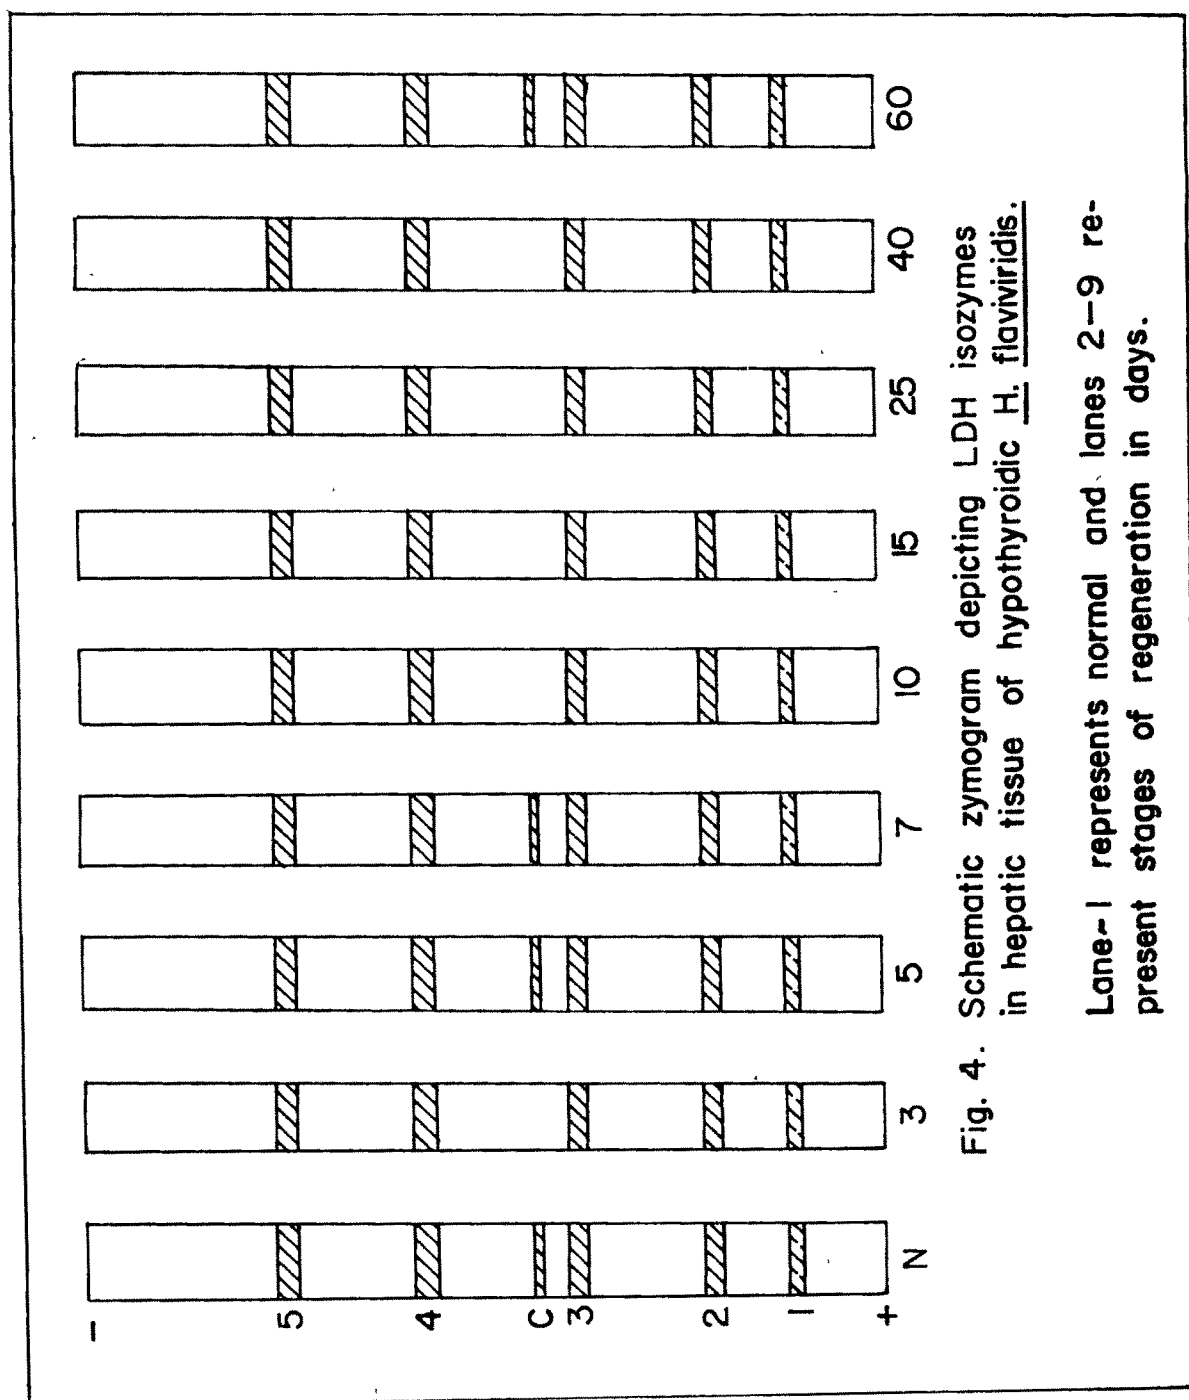 −
5
4
C
3
2
1
+
N 3 5 7 10 15 25 40 60
Fig. 4. Schematic zymogram depicting LDH isozymes
in hepatic tissue of hypothyroidic H. flaviridis.
Lane-1 represents normal and lanes 2-9 re-
present stages of regeneration in days.